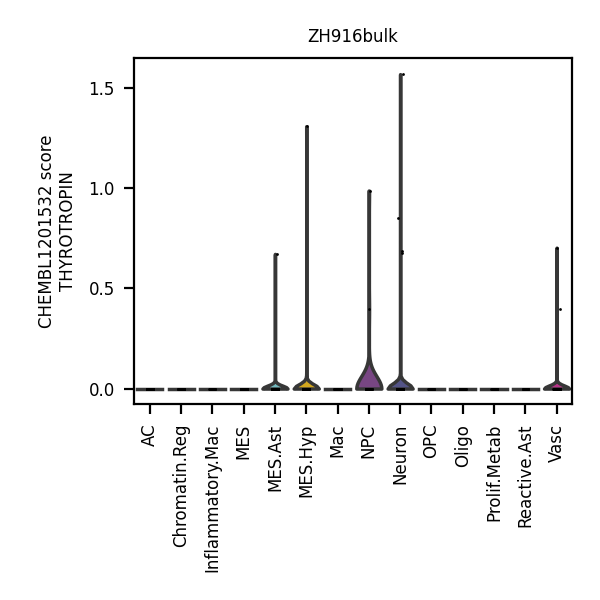 ZH916bulk
CHEMBL1201532 score
THYROTROPIN
1.5
1.0
0.5
0.0
AC
Chromatin.Reg
Inflammatory.Mac
MES
MES.Ast
MES.Hyp
Mac
NPC
Neuron
OPC
Oligo
Prolif.Metab
Reactive.Ast
Vasc